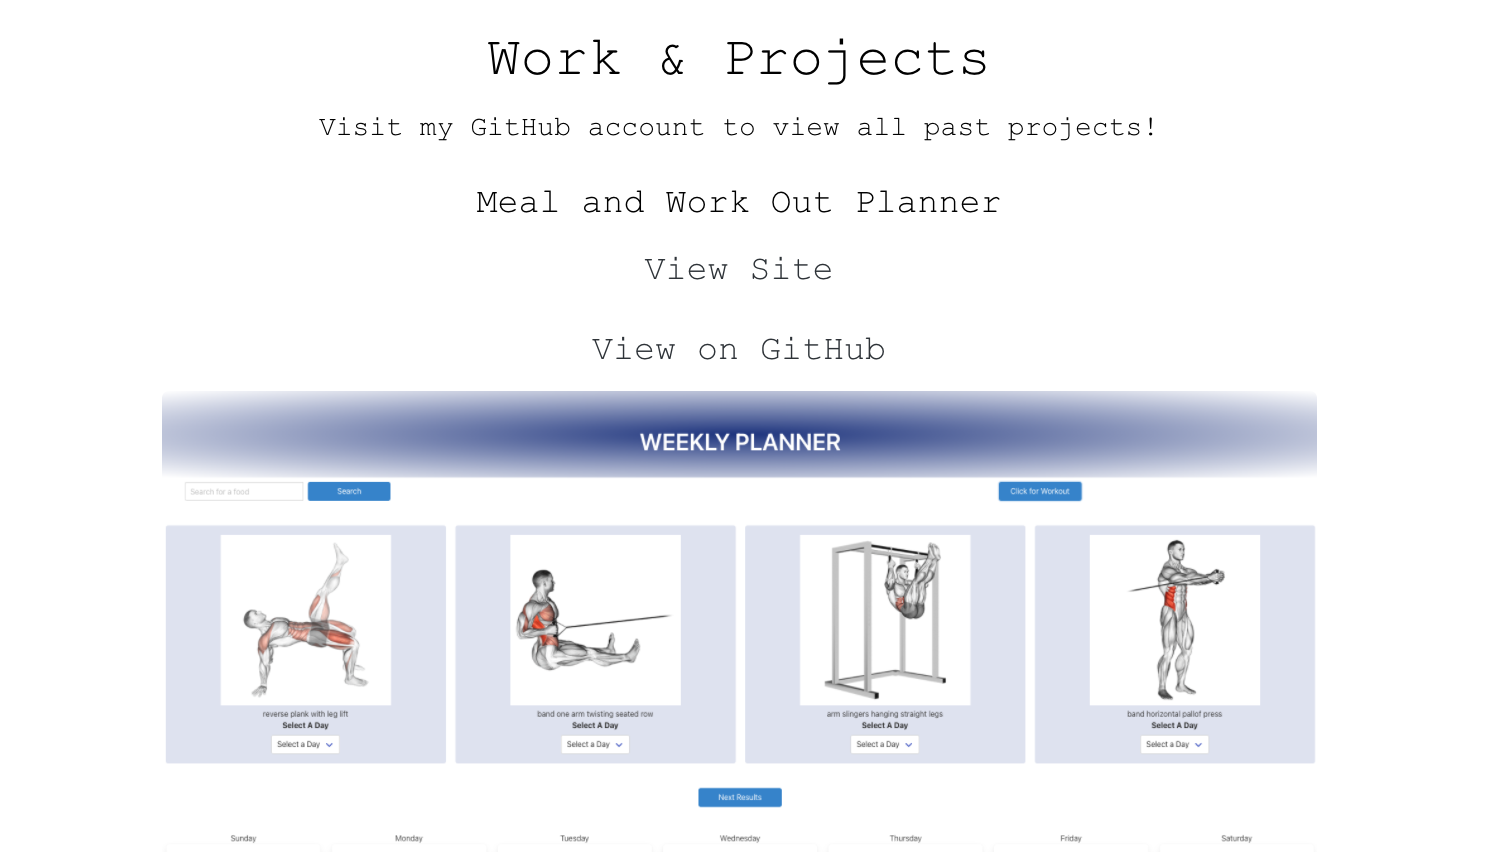 Work & Projects
Visit my GitHub account to view all past projects!
Meal and Work Out Planner
View Site
View on GitHub
WEEKLY PLANNER
Search for a food Search Click for Workout
reverse plank with leg lift band one arm twisting seated row arm slingers hanging straight legs band horizontal pallof press
Select A Day Select A Day Select A Day Select A Day
Select a Day Select a Day Select a Day Select a Day
Next Results
Sunday Monday Tuesday Wednesday Thursday Friday Saturday